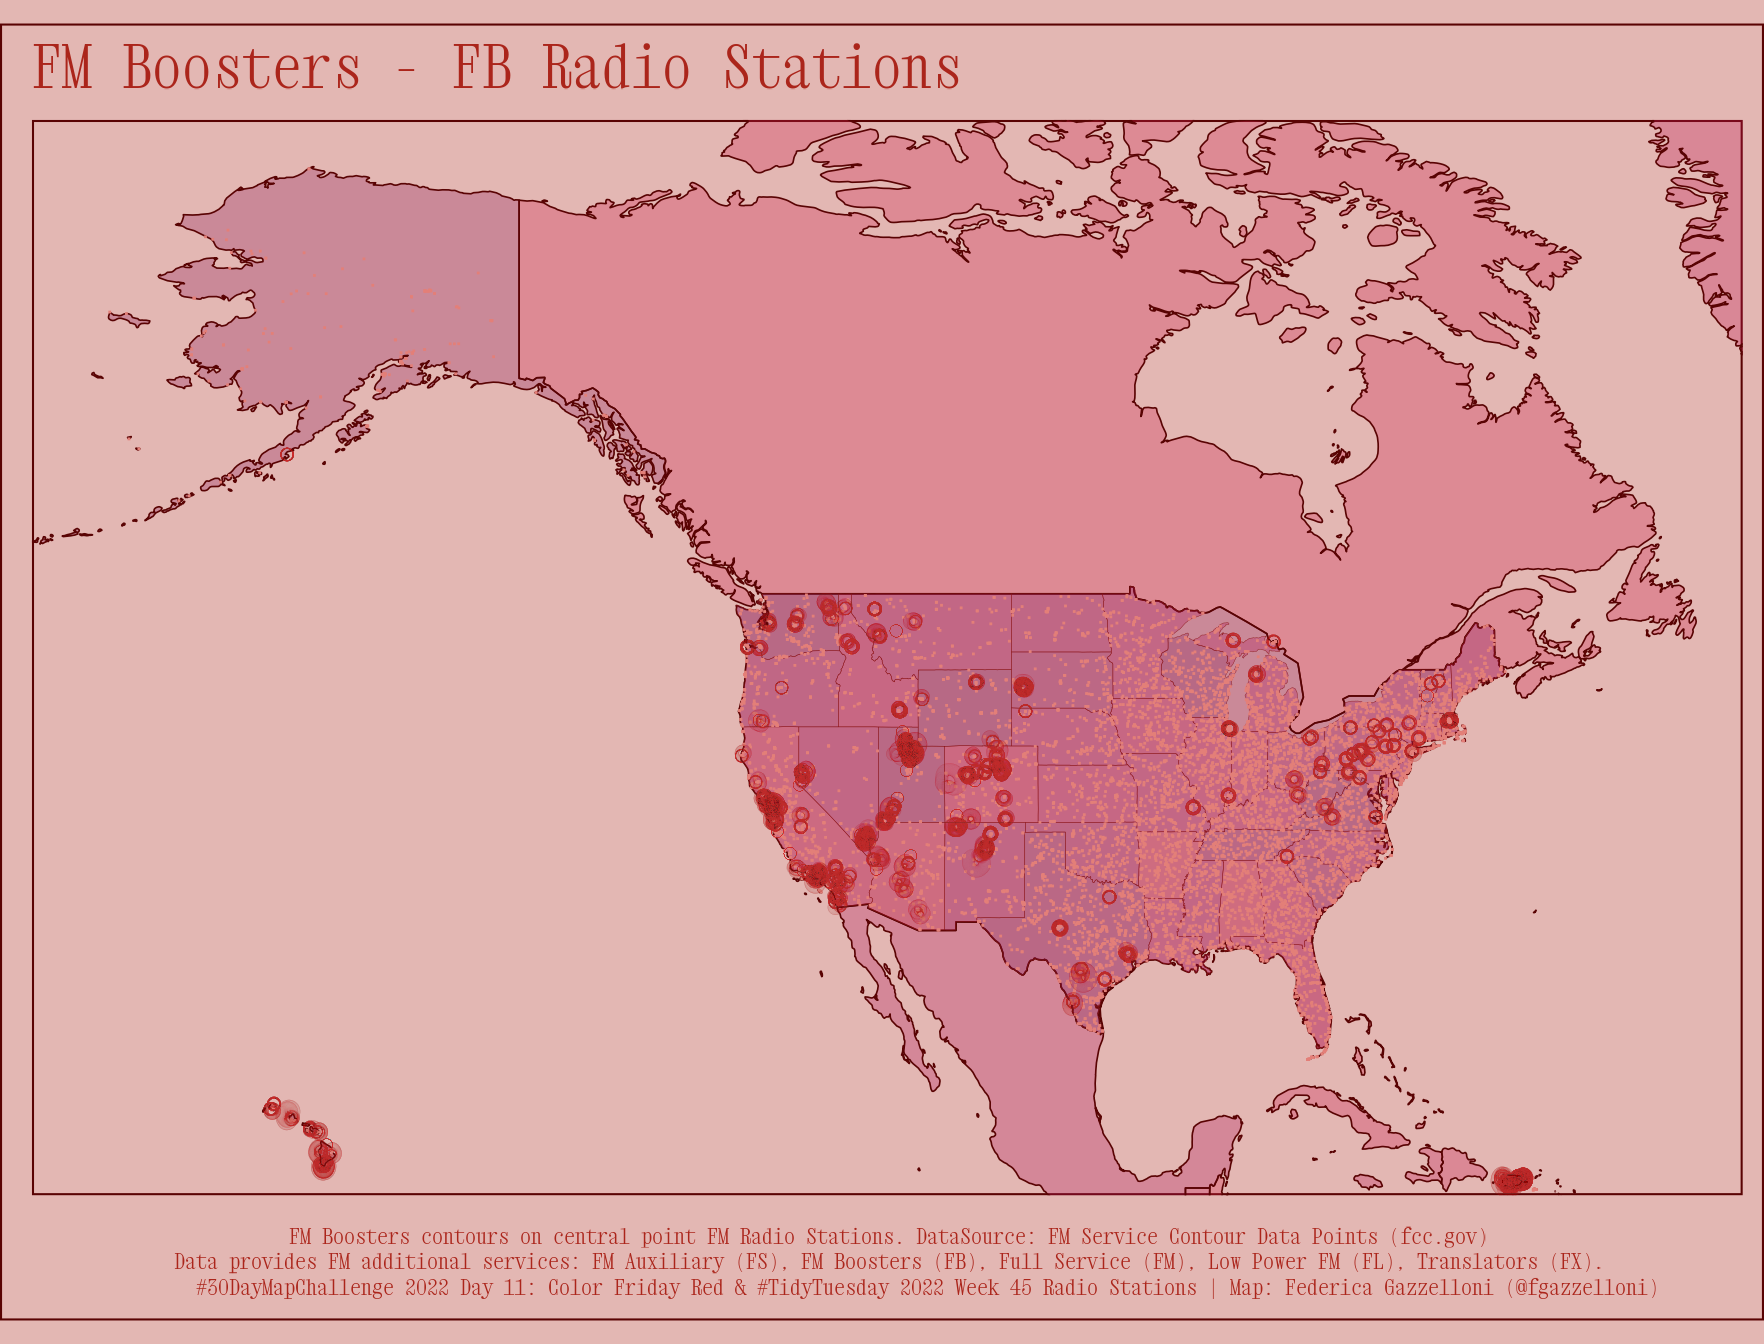 FM Boosters - FB Radio Stations
FM Boosters contours on central point FM Radio Stations. DataSource: FM Service Contour Data Points (fcc.gov)
Data provides FM additional services: FM Auxiliary (FS), FM Boosters (FB), Full Service (FM), Low Power FM (FL), Translators (FX).
#30DayMapChallenge 2022 Day 11: Color Friday Red & #TidyTuesday 2022 Week 45 Radio Stations | Map: Federica Gazzelloni (@fgazzelloni)